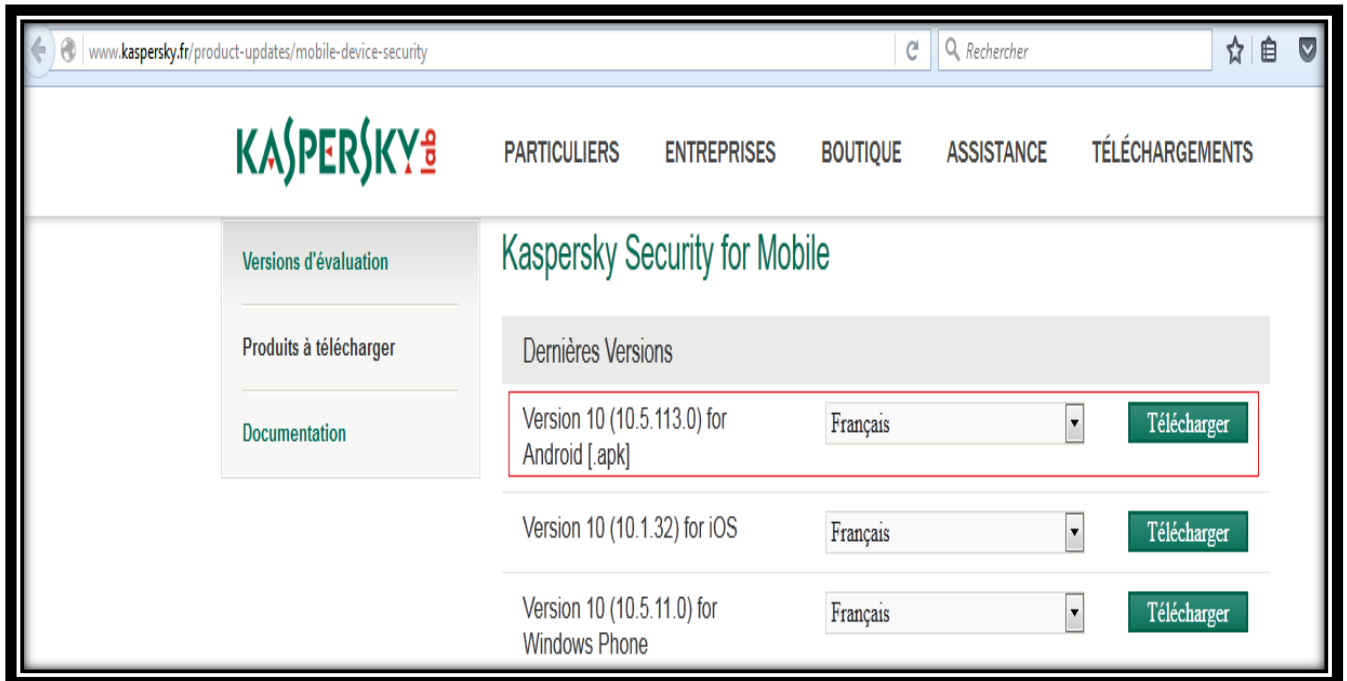 www.kaspersky.fr/product-updates/mobile-device-security
Rechercher
KASPERSKY lab
PARTICULIERS
ENTREPRISES
BOUTIQUE
ASSISTANCE
TÉLÉCHARGEMENTS
Versions d'évaluation
Produits à télécharger
Documentation
Kaspersky Security for Mobile
Dernières Versions
Version 10 (10.5.113.0) for
Android [.apk]
Français
Télécharger
Version 10 (10.1.32) for iOS
Français
Télécharger
Version 10 (10.5.11.0) for
Windows Phone
Français
Télécharger